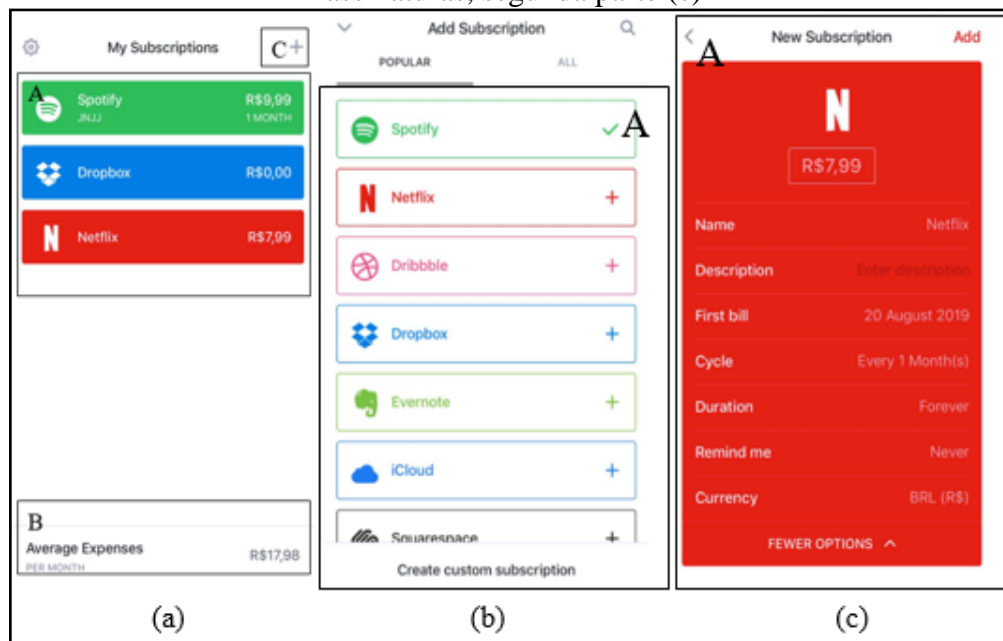 assinaturas, segunda parte (c)
My Subscriptions
C+
A
Spotify
R$9,99
JNJJ
1 MONTH
Dropbox
R$0,00
N
Netflix
R$7,99
B
Average Expenses
R$17,98
PER MONTH
(a)
Add Subscription
POPULAR
ALL
Spotify
A
N
Netflix
+
Dribbble
+
Dropbox
+
Evernote
+
iCloud
+
Squarespace
+
Create custom subscription
(b)
New Subscription
Add
A
N
R$7,99
Name
Netflix
Description
Enter description
First bill
20 August 2019
Cycle
Every 1 Month(s)
Duration
Forever
Remind me
Never
Currency
BRL (R$)
FEWER OPTIONS
(c)